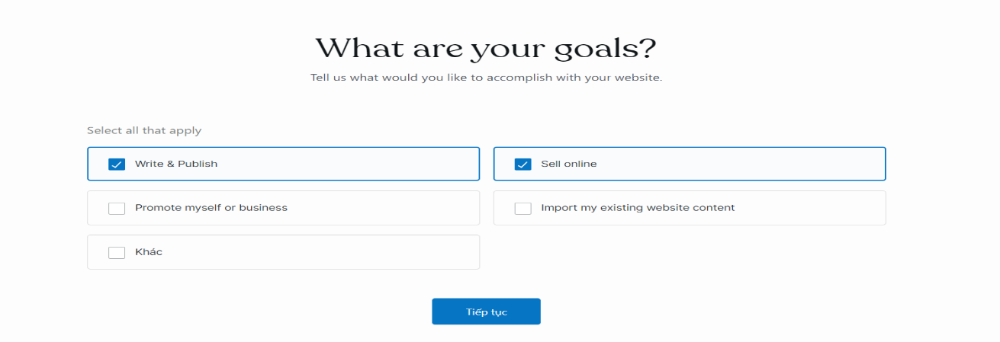 What are your goals?
Tell us what would you like to accomplish with your website.
Select all that apply
Write & Publish
Sell online
Promote myself or business
Import my existing website content
Khác
Tiếp tục